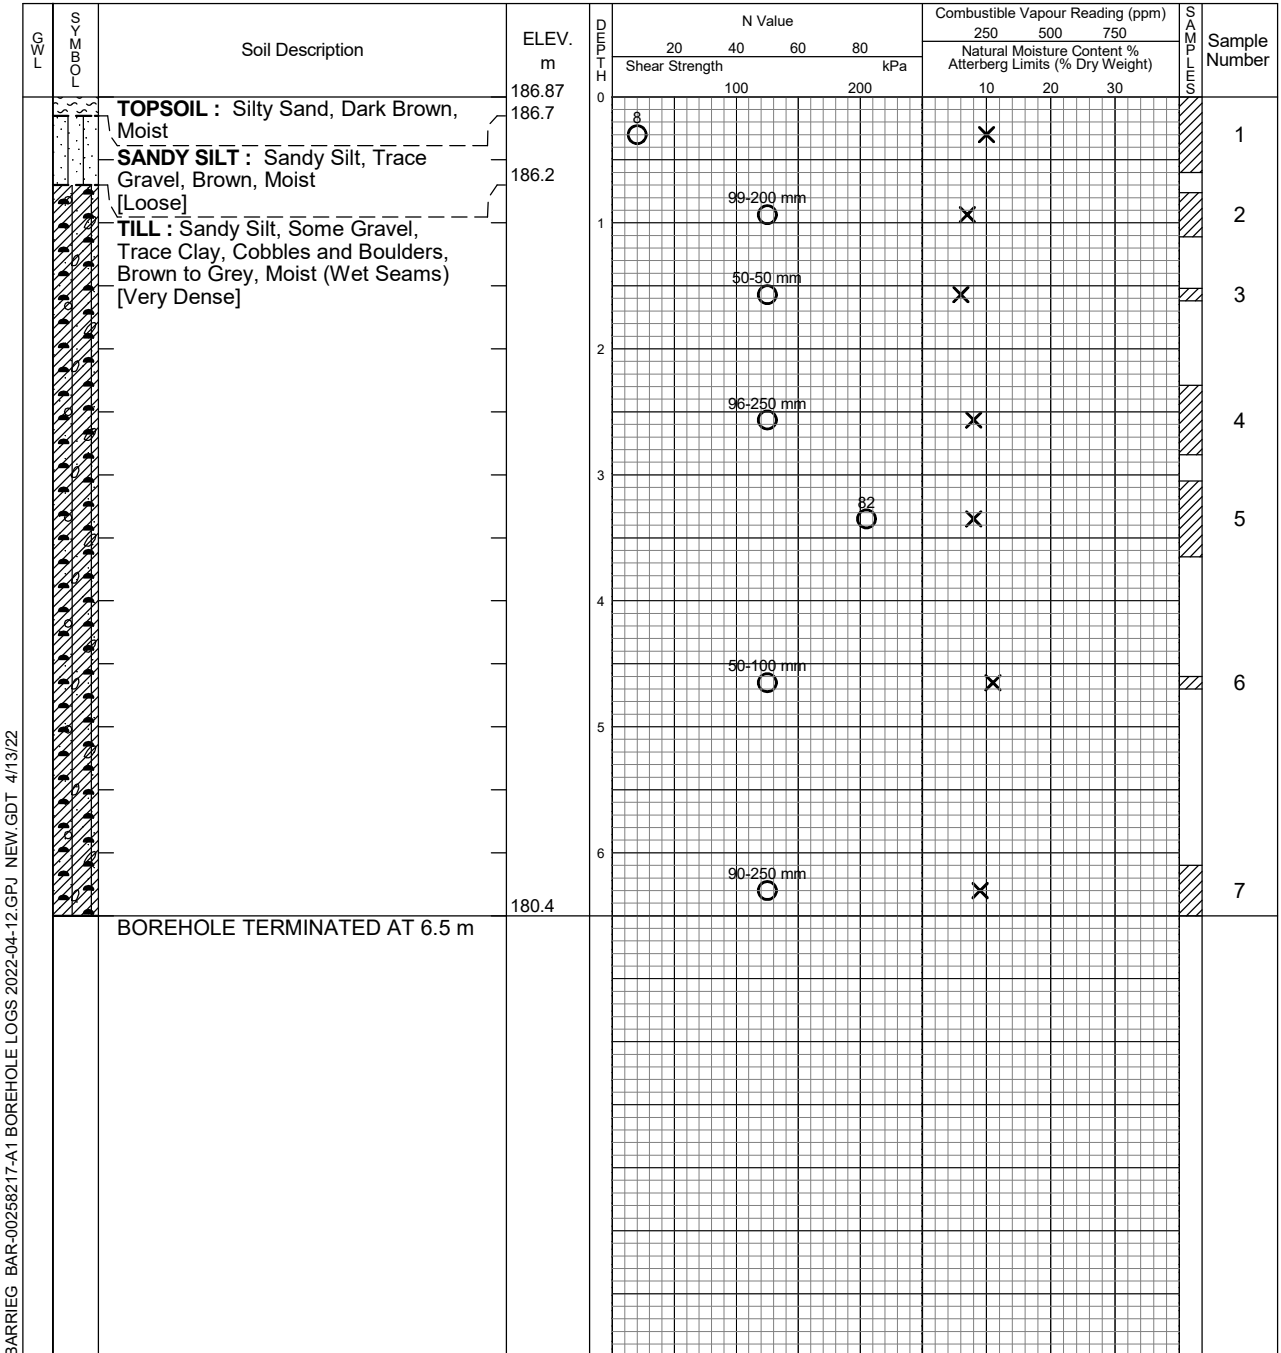 GWL
SYMBOL
Soil Description
ELEV.
m
DEPTH
N Value
20 40 60 80
Shear Strength kPa
100 200
Combustible Vapour Reading (ppm)
250 500 750
Natural Moisture Content %
Atterberg Limits (% Dry Weight)
10 20 30
SAMPLES
Sample
Number
186.87
0
TOPSOIL : Silty Sand, Dark Brown,
Moist
186.7
8
1
SANDY SILT : Sandy Silt, Trace
Gravel, Brown, Moist
[Loose]
186.2
99-200 mm
2
TILL : Sandy Silt, Some Gravel,
Trace Clay, Cobbles and Boulders,
Brown to Grey, Moist (Wet Seams)
[Very Dense]
1
50-50 mm
3
2
96-250 mm
4
3
82
5
4
50-100 mm
6
5
6
90-250 mm
7
180.4
BOREHOLE TERMINATED AT 6.5 m
BARRIEG BAR-00258217-A1 BOREHOLE LOGS 2022-04-12.GPJ NEW.GDT 4/13/22